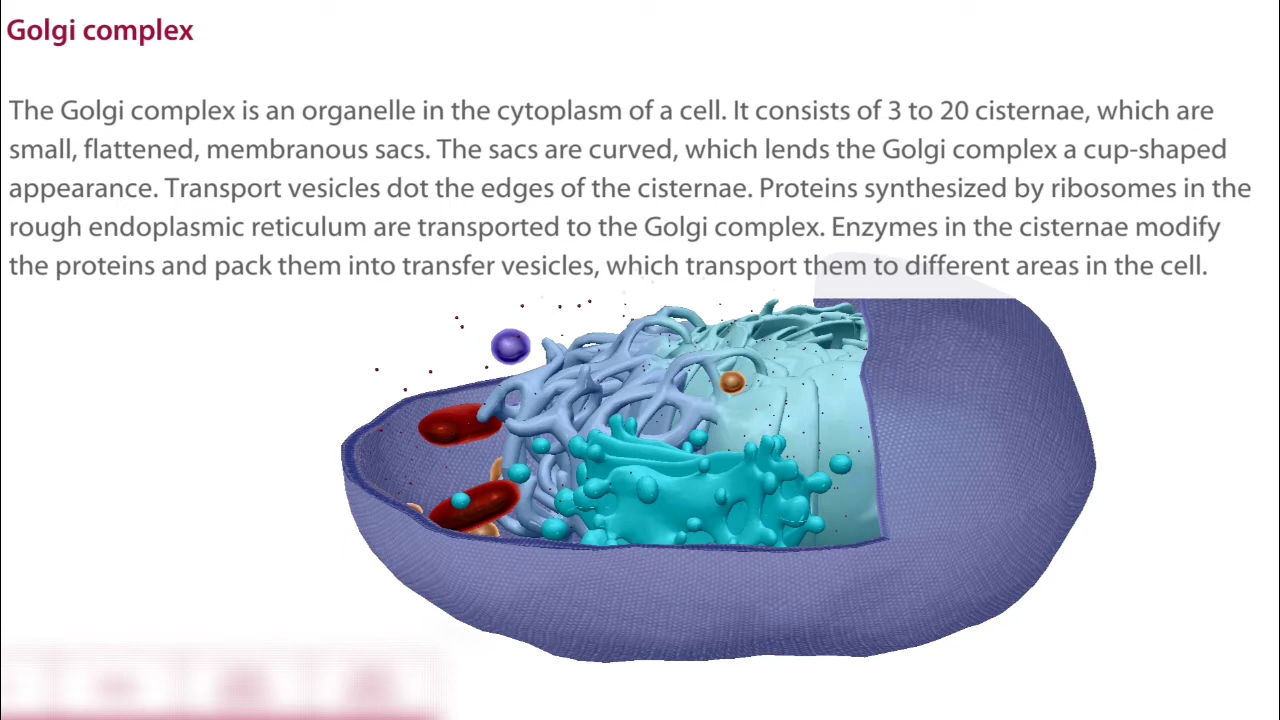 Golgi complex
The Golgi complex is an organelle in the cytoplasm of a cell. It consists of 3 to 20 cisternae, which are
small, flattened, membranous sacs. The sacs are curved, which lends the Golgi complex a cup-shaped
appearance. Transport vesicles dot the edges of the cisternae. Proteins synthesized by ribosomes in the
rough endoplasmic reticulum are transported to the Golgi complex. Enzymes in the cisternae modify
the proteins and pack them into transfer vesicles, which transport them to different areas in the cell.